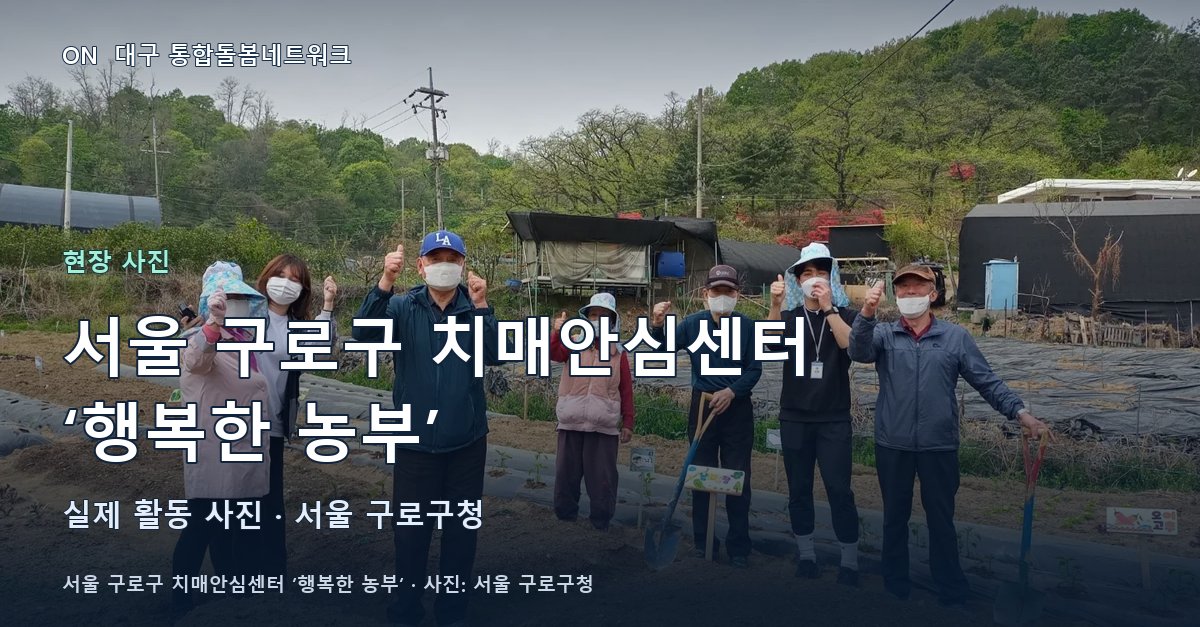 ON 대구 통합돌봄네트워크
현장 사진
서울 구로구 치매안심센터
‘행복한 농부’
실제 활동 사진 · 서울 구로구청
서울 구로구 치매안심센터 ‘행복한 농부’ · 사진: 서울 구로구청
LA